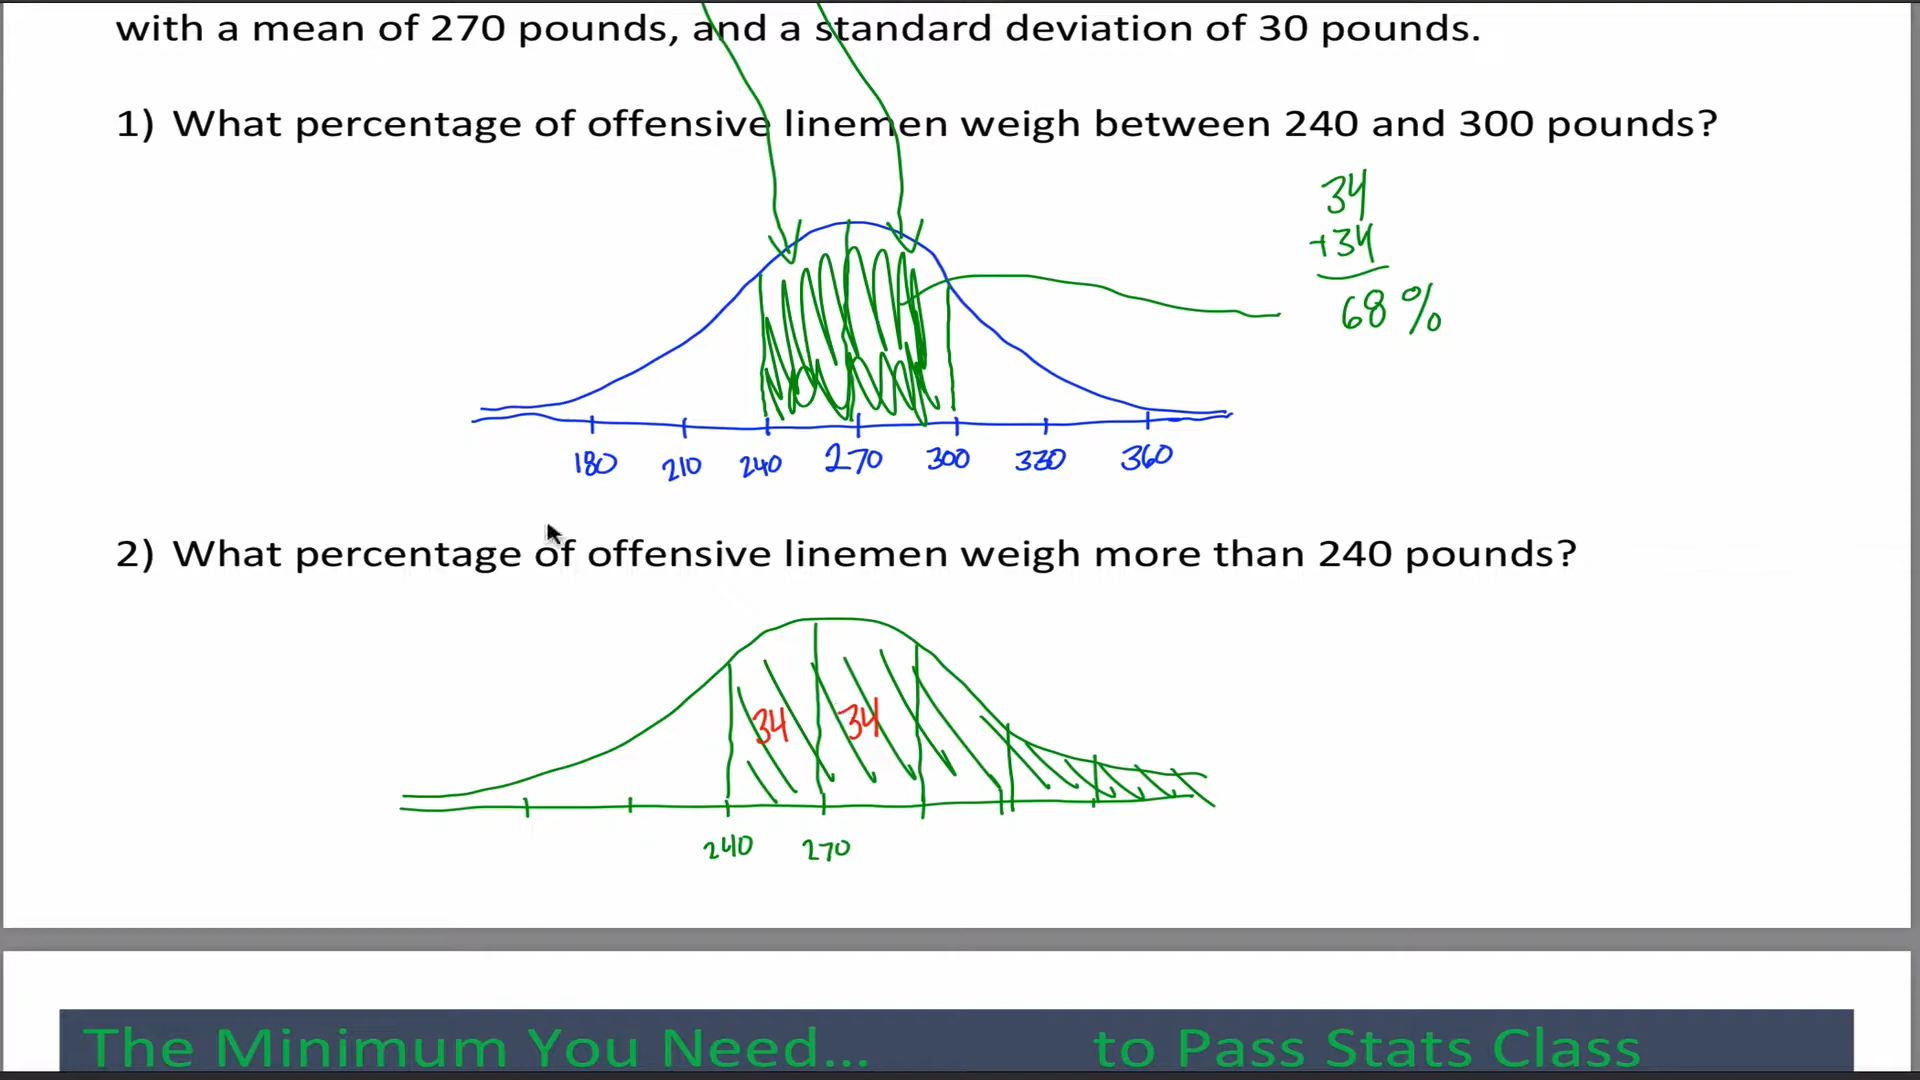 with a mean of 270 pounds, and a standard deviation of 30 pounds.
1) What percentage of offensive linemen weigh between 240 and 300 pounds?
34
+34
68 %
180 210 240 270 300 330 360
2) What percentage of offensive linemen weigh more than 240 pounds?
34 34
240 270
The Minimum You Need... to Pass Stats Class